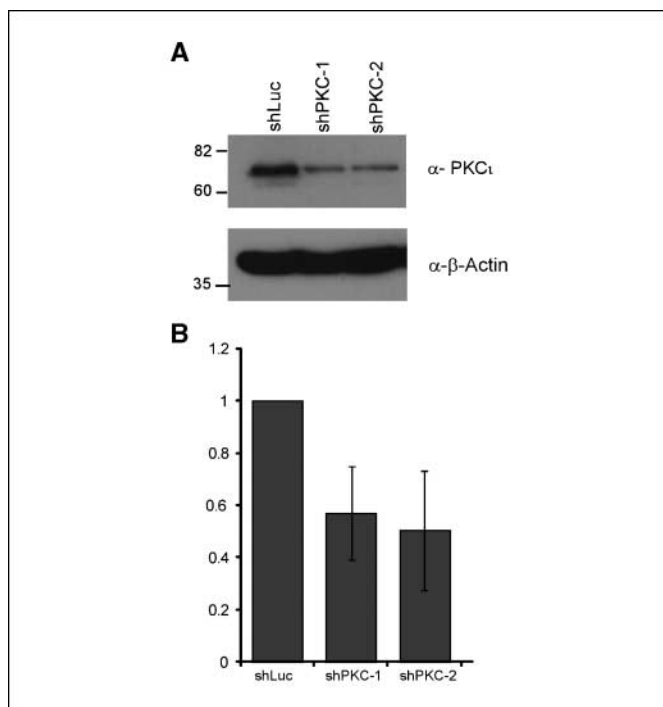 A
shLuc
shPKC-1
shPKC-2
82
60
α- PKCι
35
α-β-Actin
B
1.2
1
0.8
0.6
0.4
0.2
0
shLuc shPKC-1 shPKC-2